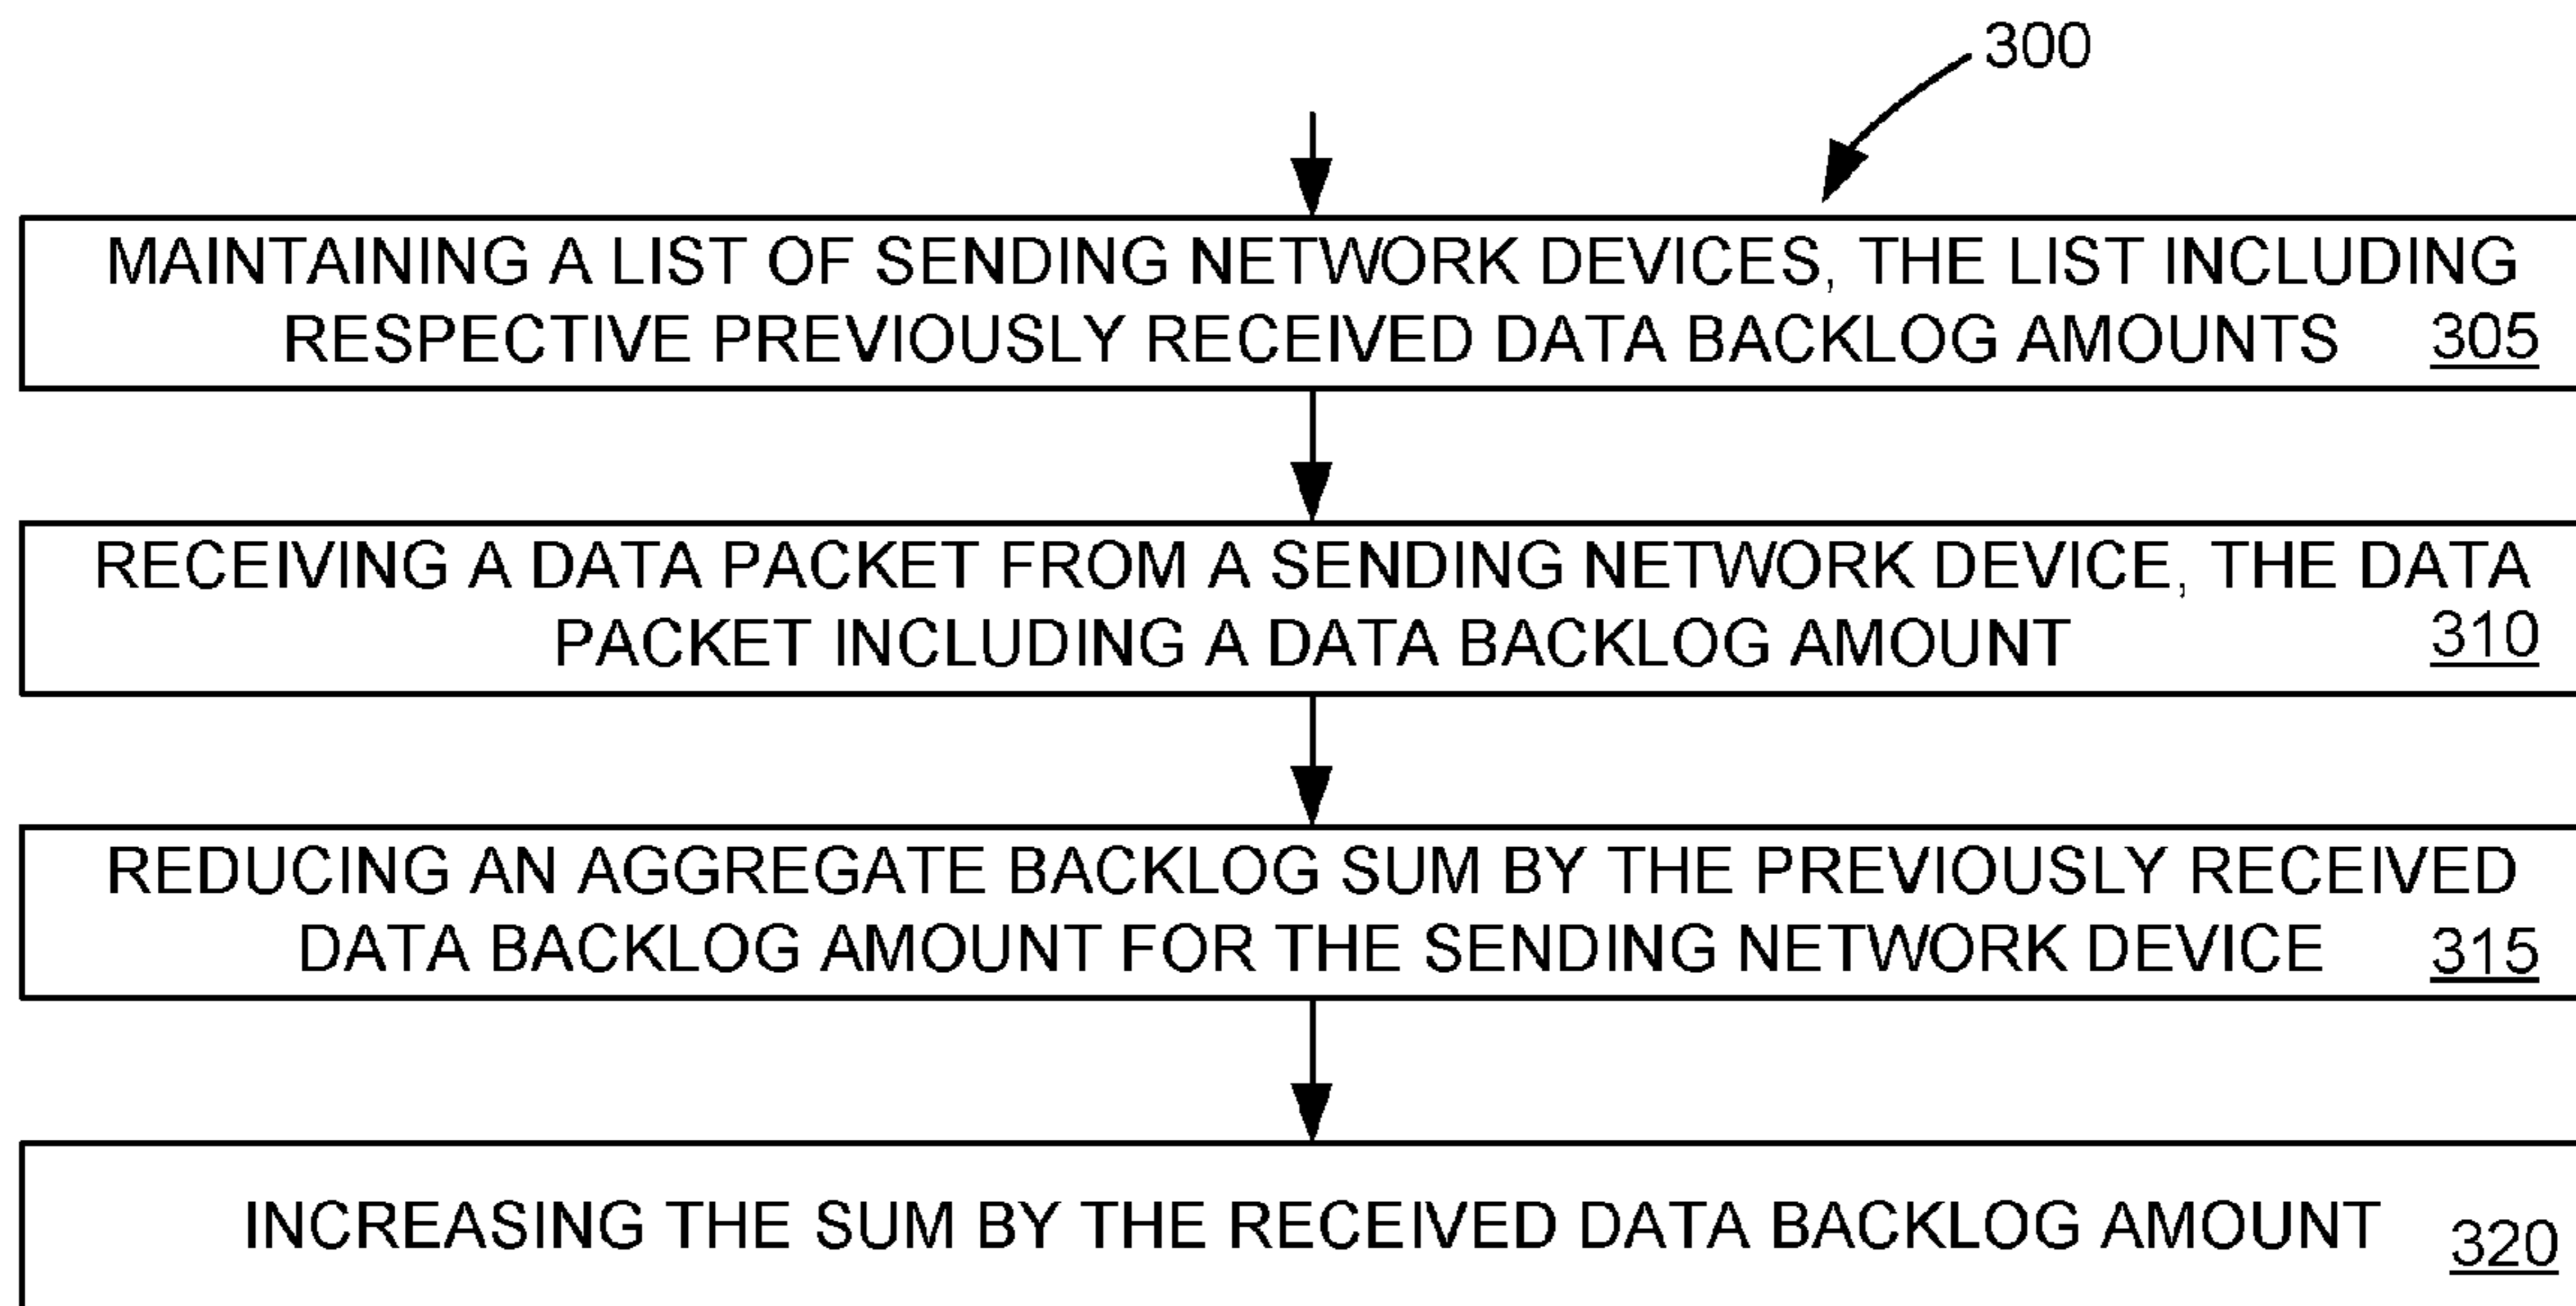 300
MAINTAINING A LIST OF SENDING NETWORK DEVICES, THE LIST INCLUDING
RESPECTIVE PREVIOUSLY RECEIVED DATA BACKLOG AMOUNTS 305
RECEIVING A DATA PACKET FROM A SENDING NETWORK DEVICE, THE DATA
PACKET INCLUDING A DATA BACKLOG AMOUNT 310
REDUCING AN AGGREGATE BACKLOG SUM BY THE PREVIOUSLY RECEIVED
DATA BACKLOG AMOUNT FOR THE SENDING NETWORK DEVICE 315
INCREASING THE SUM BY THE RECEIVED DATA BACKLOG AMOUNT 320